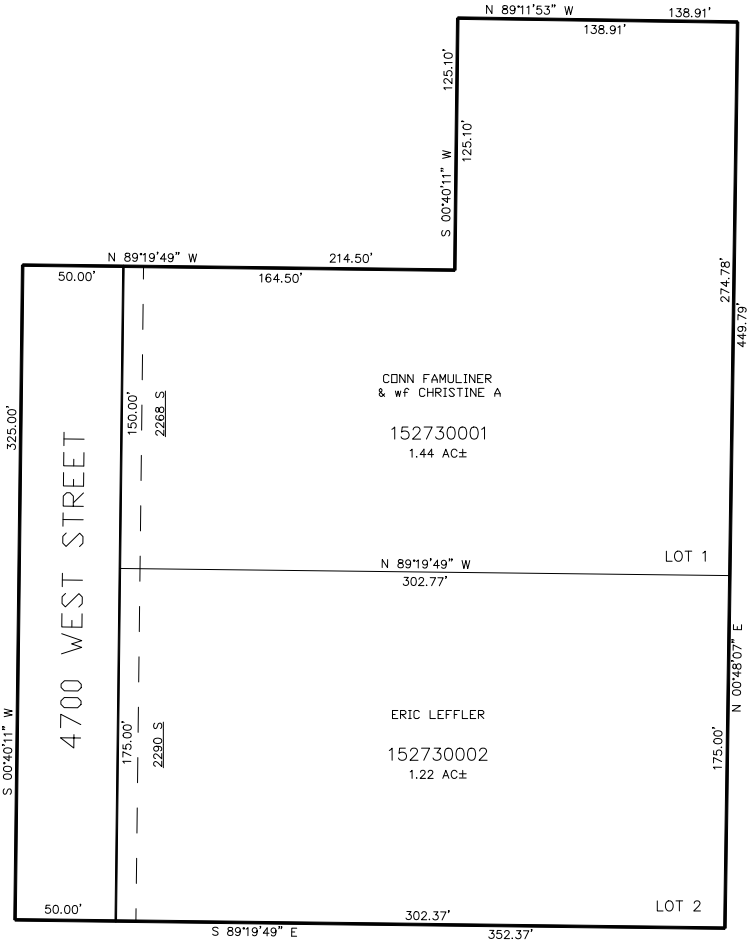 N 89°11'53" W
138.91'
138.91'
125.10'
125.10'
S 00°40'11" W
N 89°19'49" W
214.50'
50.00'
164.50'
274.78'
449.79'
CONN FAMULINER
& wf CHRISTINE A
152730001
1.44 AC±
150.00'
2268 S
325.00'
4700 WEST STREET
LOT 1
N 89°19'49" W
302.77'
N 00°48'07" E
ERIC LEFFLER
152730002
1.22 AC±
175.00'
2290 S
175.00'
S 00°40'11" W
LOT 2
50.00'
302.37'
S 89°19'49" E
352.37'